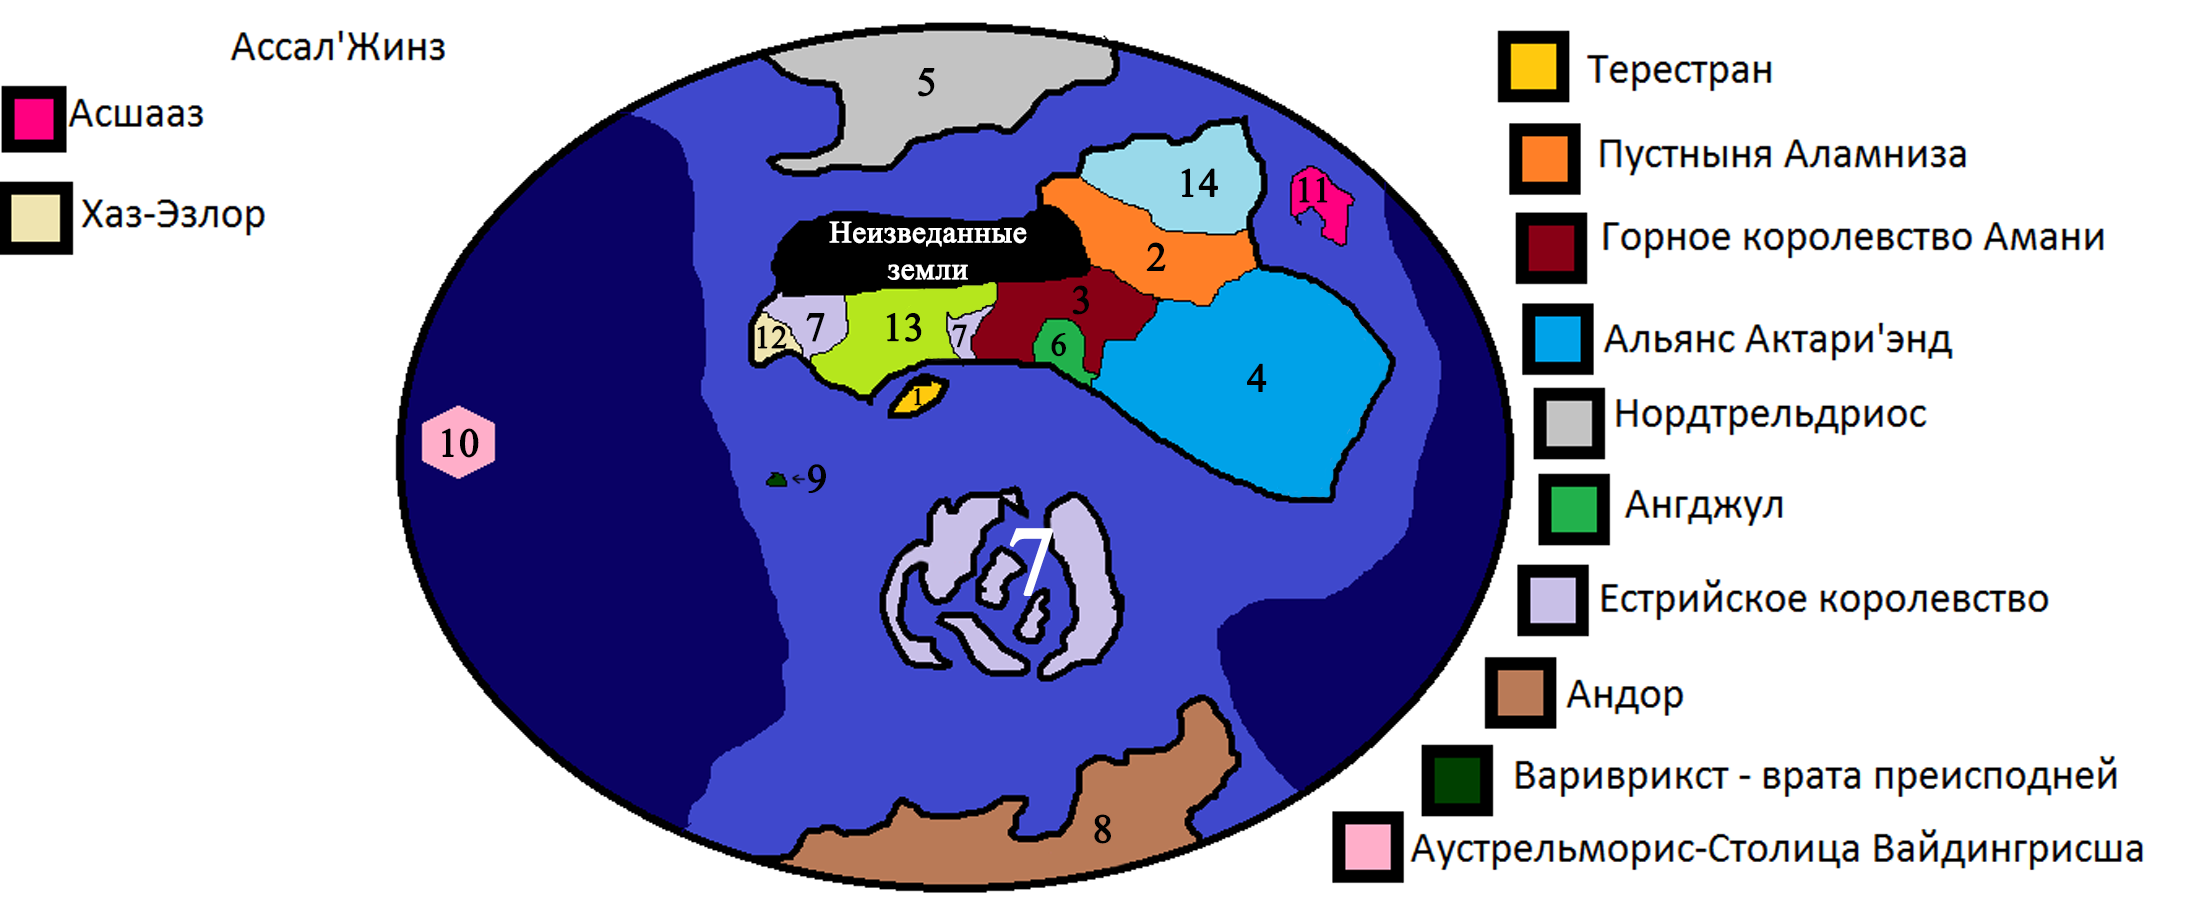 Ассал'Жинз
Асшааз
Хаз-Эзлор
5
14
11
Неизведанные
земли
2
3
7
12
13
7
6
1
4
10
←9
7
8
Терестран
Пустныня Аламниза
Горное королевство Амани
Альянс Актари'энд
Нордтрельдриос
Ангджул
Естрийское королевство
Андор
Вариврикст - врата преисподней
Аустрельморис-Столица Вайдингрисша